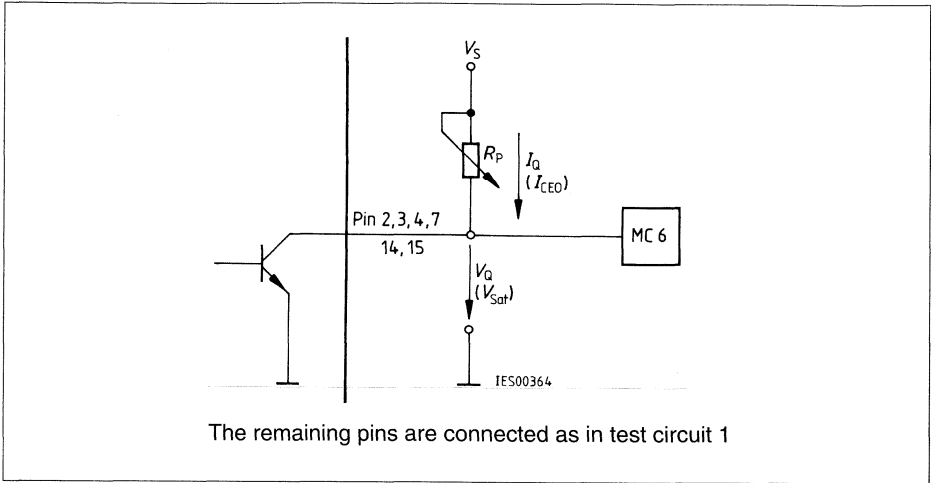 V_S
R_P
I_Q
(I_CEO)
Pin 2,3,4,7
14,15
MC 6
V_Q
(V_Sat)
IES00364
The remaining pins are connected as in test circuit 1